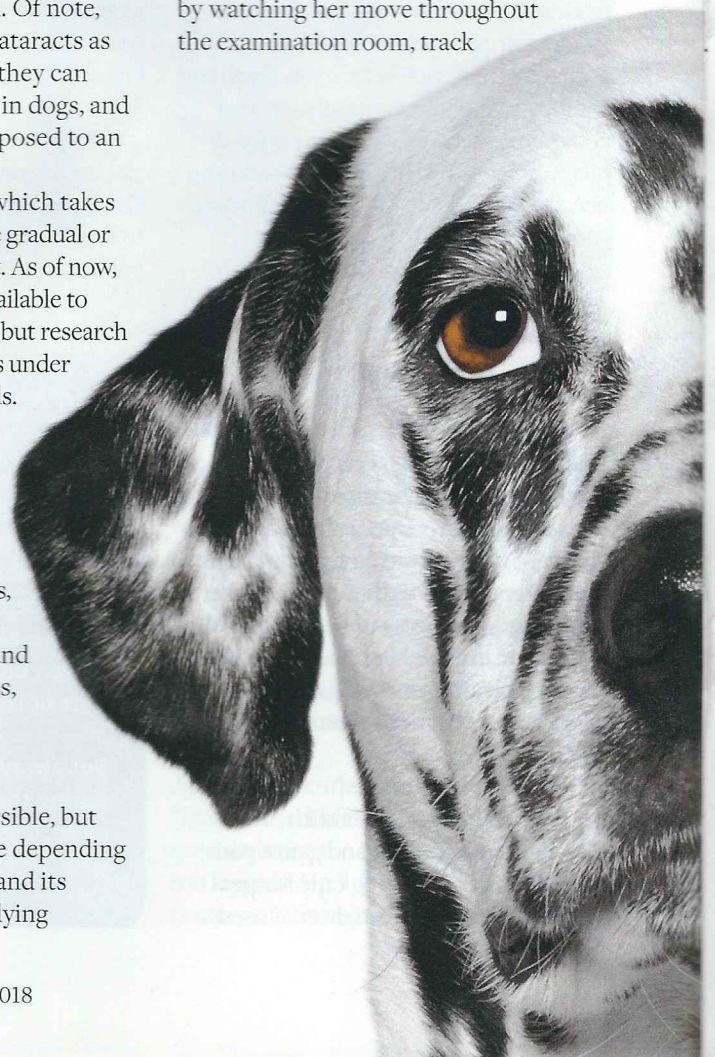 . Of note,
ataracts as
they can
in dogs, and
posed to an
which takes
gradual or
. As of now,
ailable to
but research
s under
ls.
s,
nd
s,
sible, but
e depending
and its
lying
018
by watching her move throughout
the examination room, track